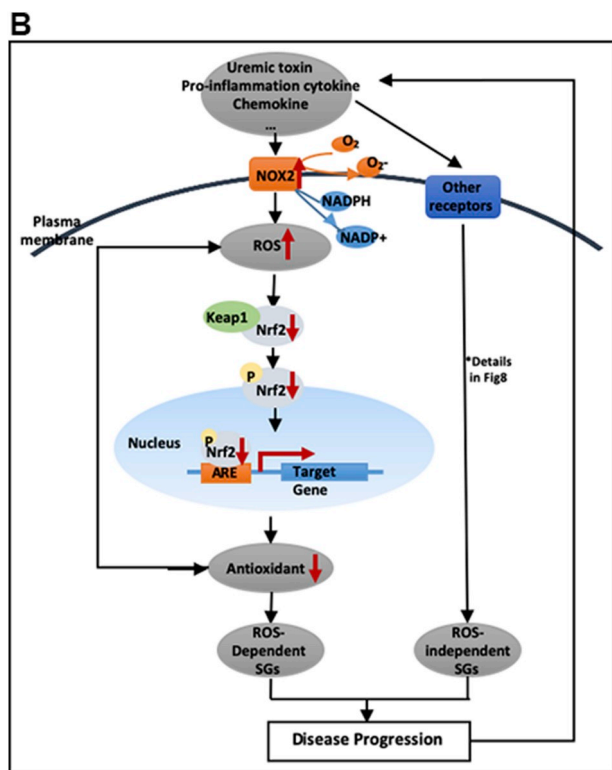 B
Uremic toxin
Pro-inflammation cytokine
Chemokine
...
O₂
NOX2
O₂-
NADPH
Other
receptors
Plasma
membrane
NADP+
ROS
Keap1
Nrf2
*Details
in Fig8
P
Nrf2
Nucleus
P
Nrf2
ARE
Target
Gene
Antioxidant
ROS-
Dependent
SGs
ROS-
independent
SGs
Disease Progression